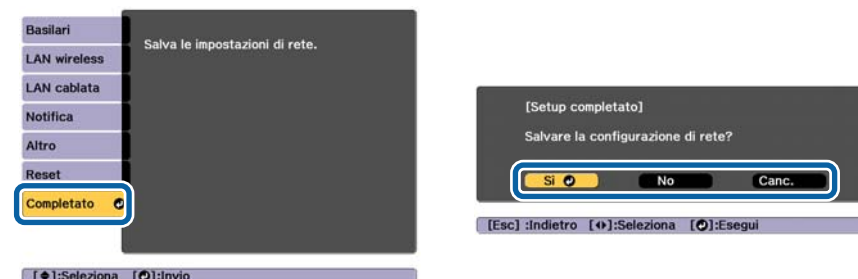 Basilari
Salva le impostazioni di rete.
LAN wireless
LAN cablata
Notifica
Altro
Reset
Completato
[ ]:Seleziona [ ]:Invio
[Setup completato]
Salvare la configurazione di rete?
Sì No Canc.
[Esc] :Indietro [ ]:Seleziona [ ]:Esegui